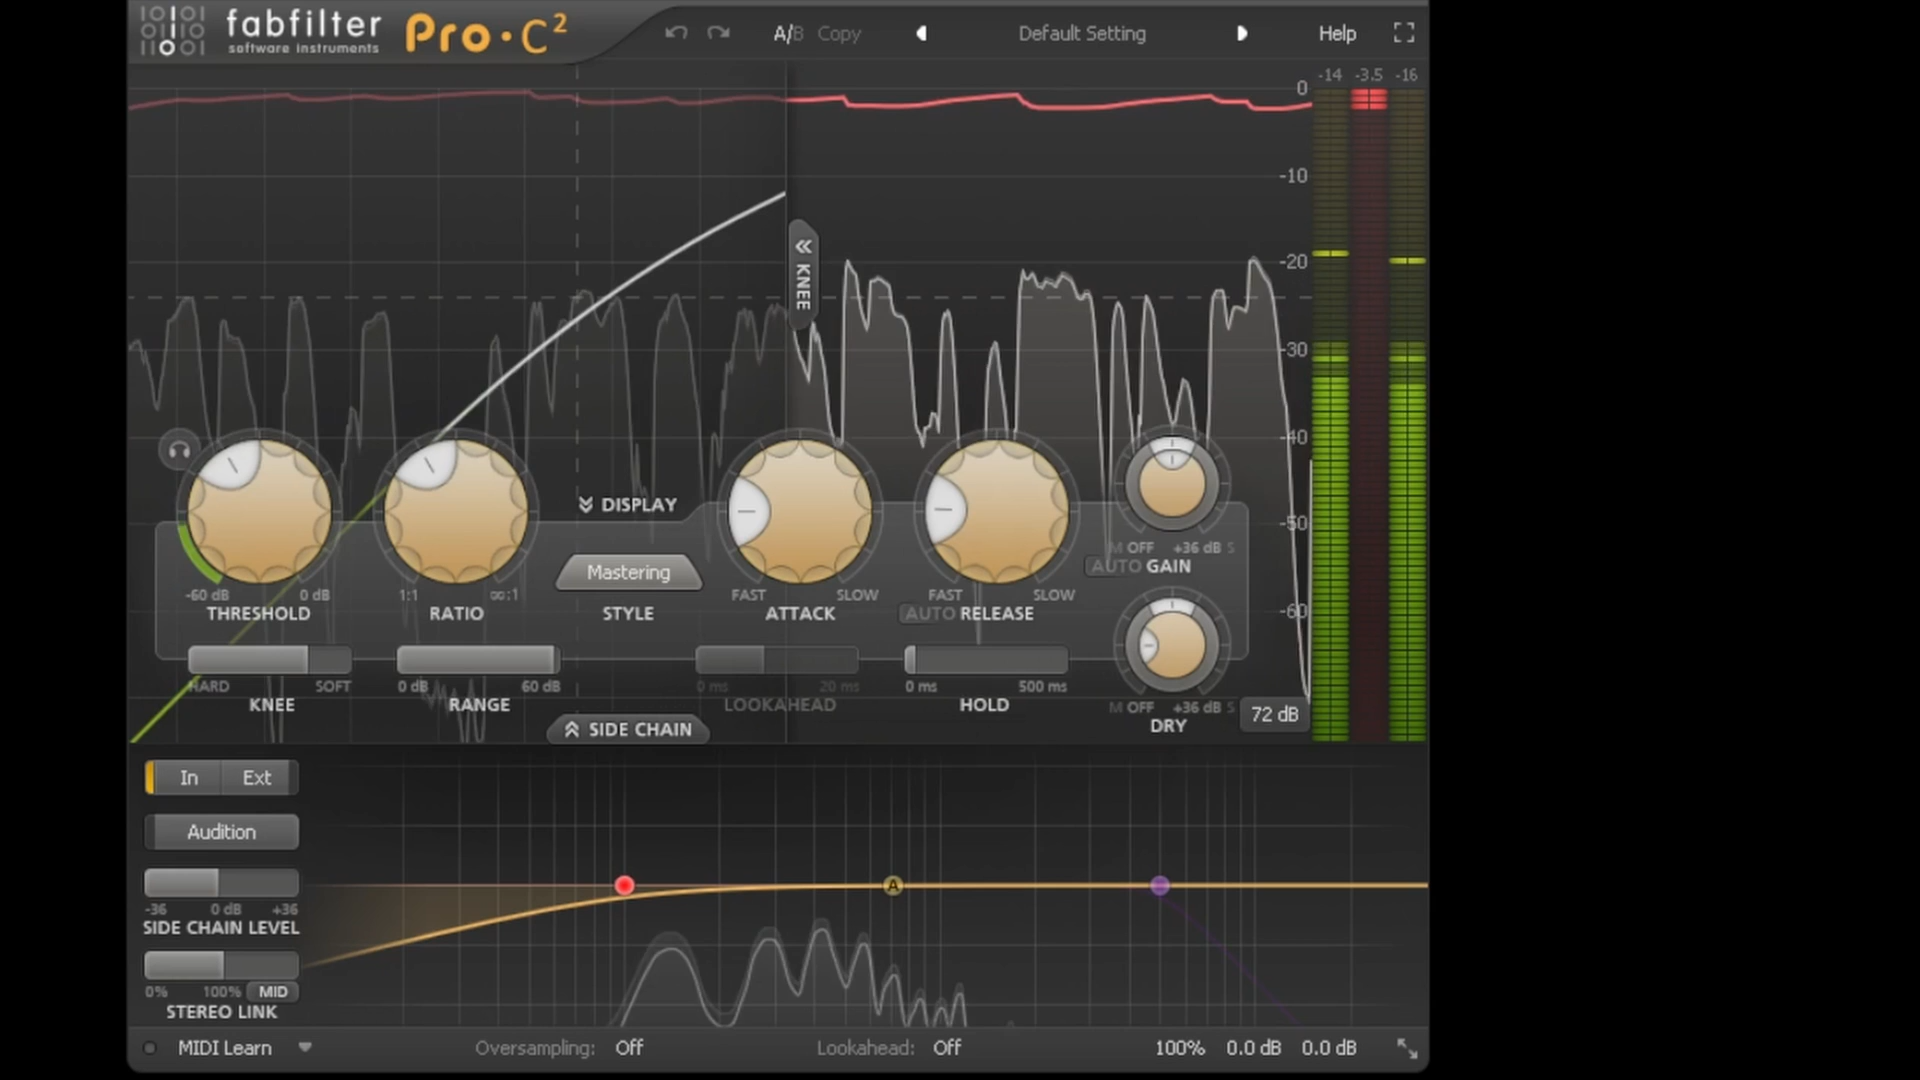 fabfilter
software instruments
Pro·C²
A/B Copy
Default Setting
Help
-14 -3.5 -16
0
-10
-20
-30
-40
-50
-60
KNEE
DISPLAY
-60 dB 0 dB
THRESHOLD
1:1 ∞:1
RATIO
Mastering
STYLE
FAST SLOW
ATTACK
FAST SLOW
AUTO RELEASE
M OFF +36 dB S
AUTO GAIN
HARD SOFT
KNEE
0 dB 60 dB
RANGE
0 ms 20 ms
LOOKAHEAD
0 ms 500 ms
HOLD
M OFF +36 dB S
DRY
72 dB
SIDE CHAIN
In Ext
Audition
-36 0 dB +36
SIDE CHAIN LEVEL
0% 100% MID
STEREO LINK
A
MIDI Learn
Oversampling: Off
Lookahead: Off
100% 0.0 dB 0.0 dB